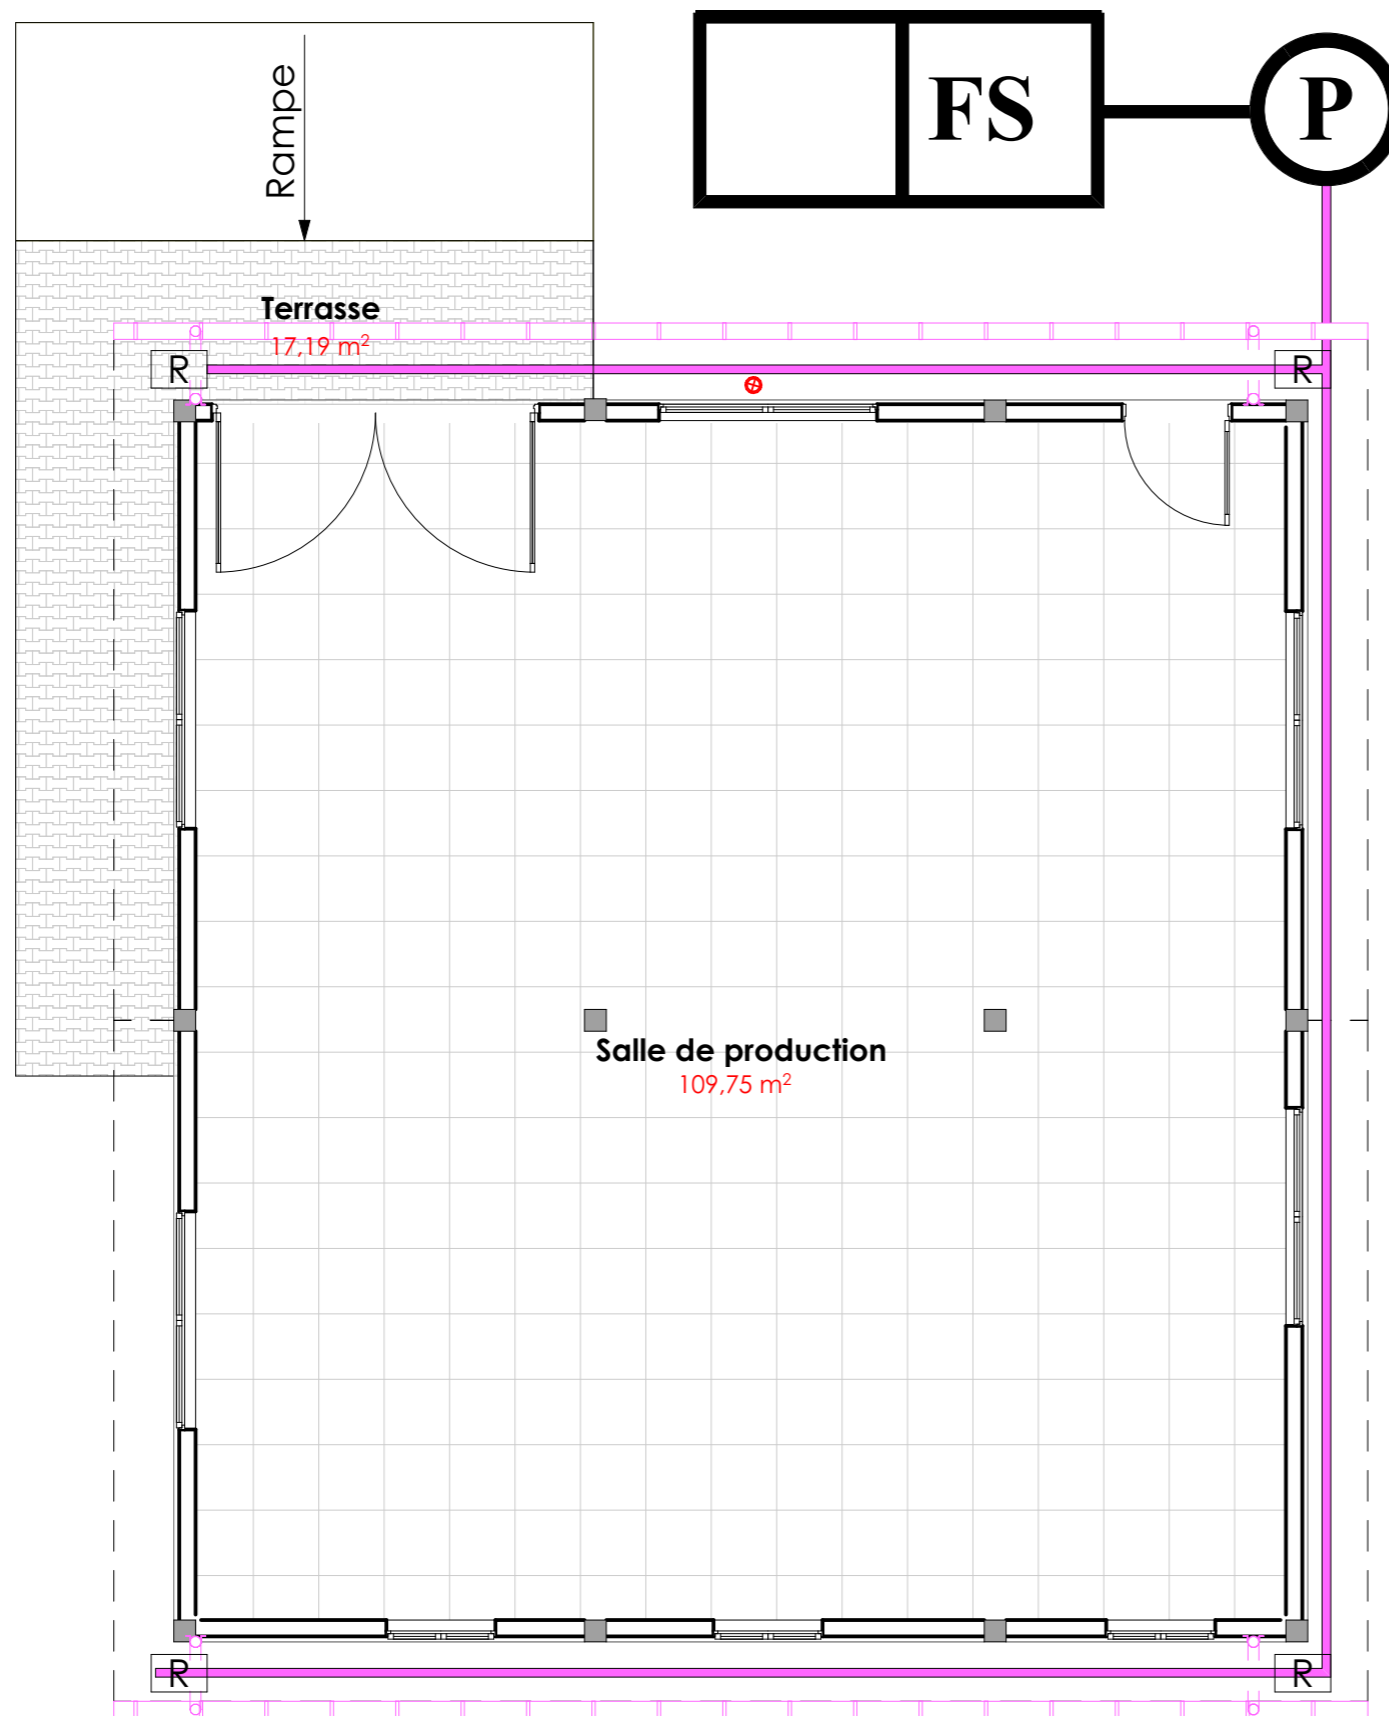 Rampe
FS
P
Terrasse
17,19 m²
R
R
Salle de production
109,75 m²
R
R